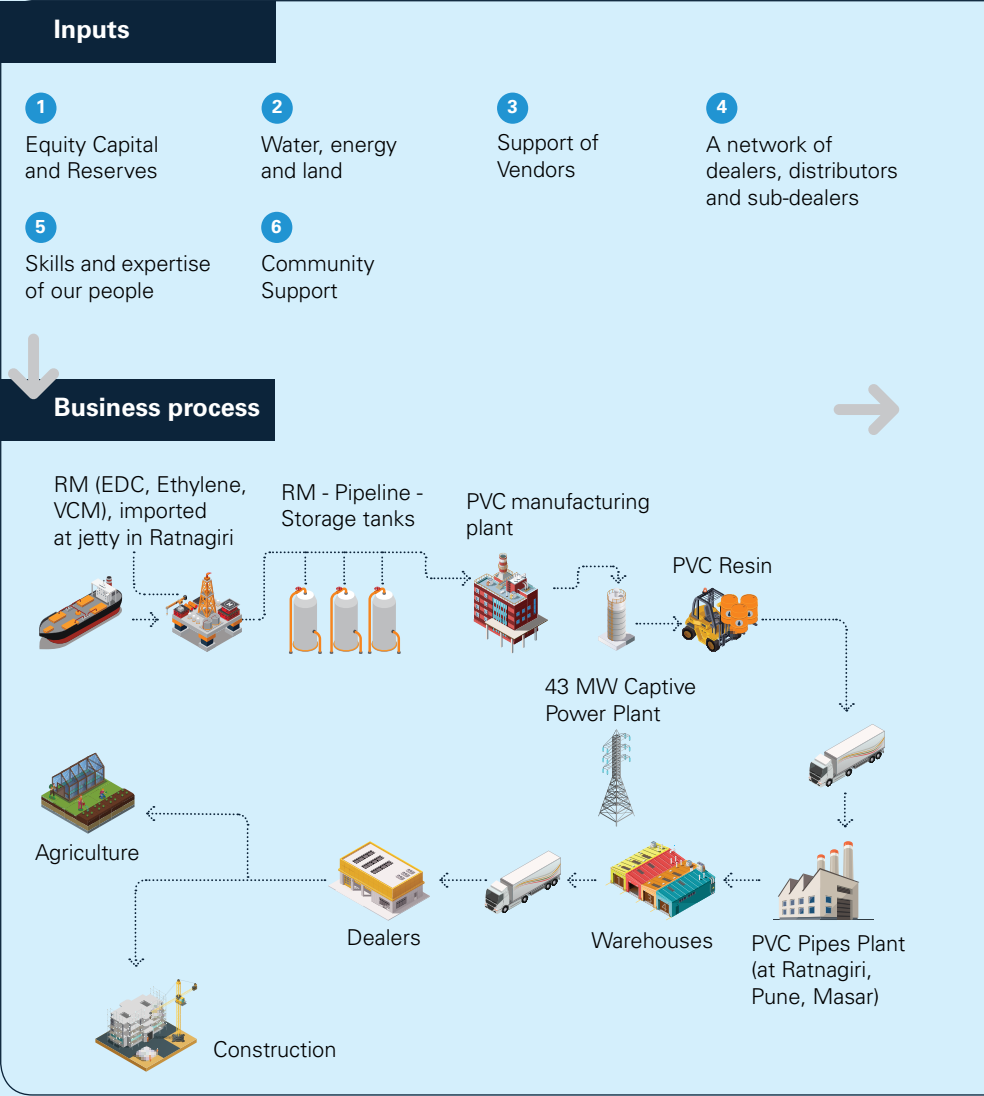 Inputs
1
Equity Capital
and Reserves
2
Water, energy
and land
3
Support of
Vendors
4
A network of
dealers, distributors
and sub-dealers
5
Skills and expertise
of our people
6
Community
Support
Business process
RM (EDC, Ethylene,
VCM), imported
at jetty in Ratnagiri
RM - Pipeline -
Storage tanks
PVC manufacturing
plant
PVC Resin
43 MW Captive
Power Plant
Agriculture
Dealers
Warehouses
PVC Pipes Plant
(at Ratnagiri,
Pune, Masar)
Construction